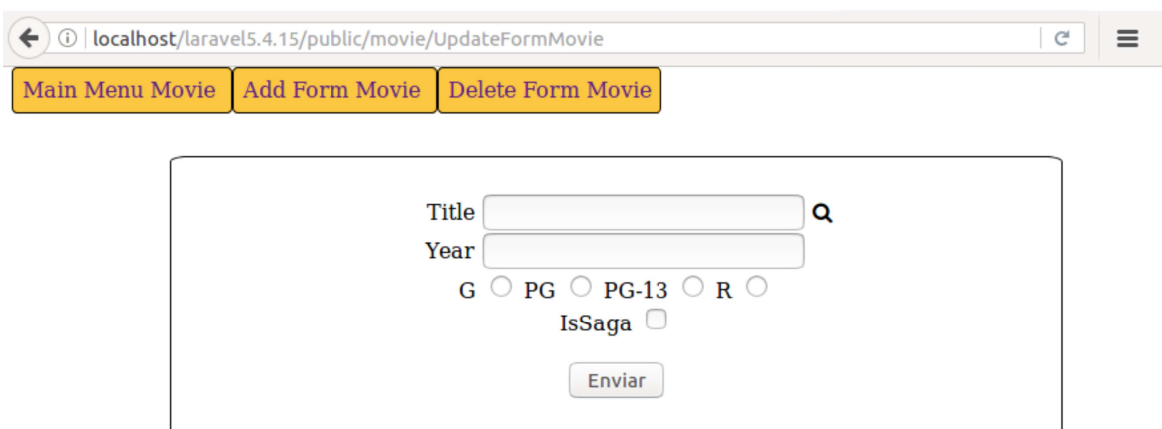 localhost/laravel5.4.15/public/movie/UpdateFormMovie
Main Menu Movie Add Form Movie Delete Form Movie
Title
Year
G PG PG-13 R
IsSaga
Enviar